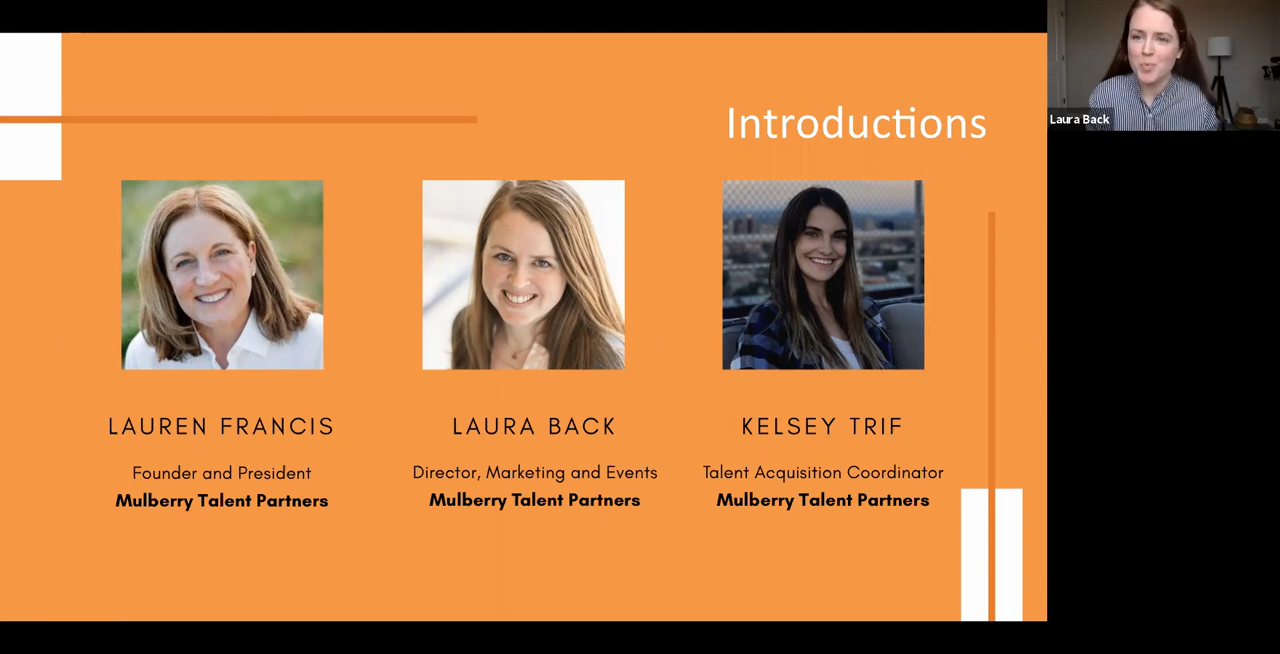 Introductions
Laura Back
LAUREN FRANCIS
Founder and President
Mulberry Talent Partners
LAURA BACK
Director, Marketing and Events
Mulberry Talent Partners
KELSEY TRIF
Talent Acquisition Coordinator
Mulberry Talent Partners